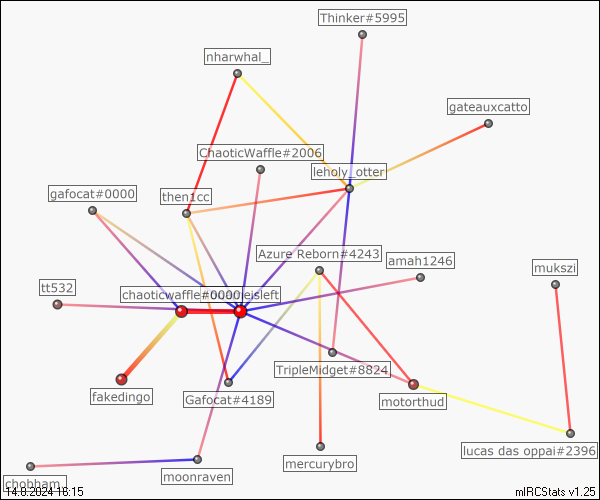 Thinker#5995
nharwhal_
gateauxcatto
ChaoticWaffle#2006
leholy_otter
gafocat#0000
then1cc
Azure Reborn#4243
amah1246
mukszi
tt532
chaoticwaffle#0000
eisleft
TripleMidget#8824
fakedingo
Gafocat#4189
motorthud
lucas das oppai#2396
mercurybro
moonraven
chobham_
14.8.2024 16:15
mIRCStats v1.25